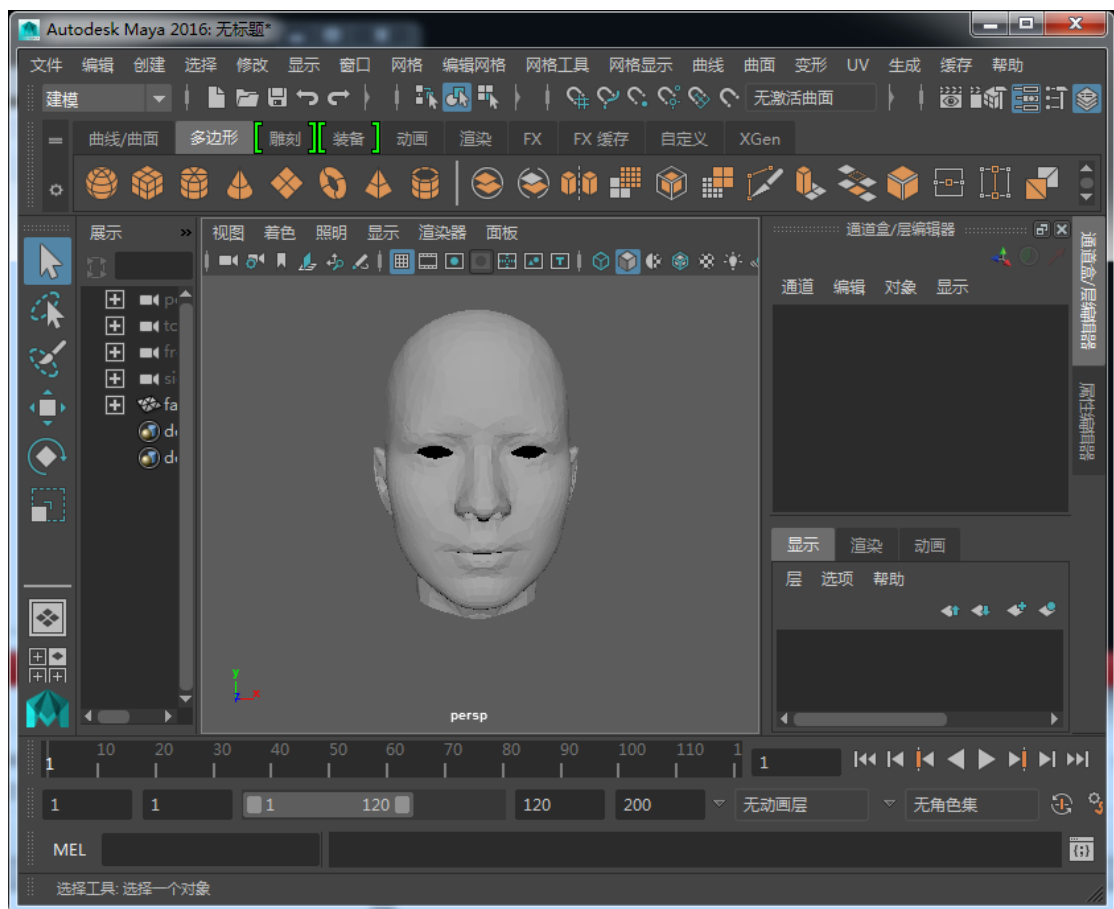 Autodesk Maya 2016: 无标题*
文件 编辑 创建 选择 修改 显示 窗口 网格 编辑网格 网格工具 网格显示 曲线 曲面 变形 UV 生成 缓存 帮助
建模 无激活曲面
曲线/曲面 多边形 雕刻 装备 动画 渲染 FX FX 缓存 自定义 XGen
展示 »
视图 着色 照明 显示 渲染器 面板
通道盒/层编辑器
通道 编辑 对象 显示
通道盒/层编辑器
属性编辑器
pe
to
fr
si
fa
de
de
y
z x
persp
显示 渲染 动画
层 选项 帮助
10 20 30 40 50 60 70 80 90 100 110 1
1
1
1 1 1 120 120 200 无动画层 无角色集
MEL
选择工具: 选择一个对象